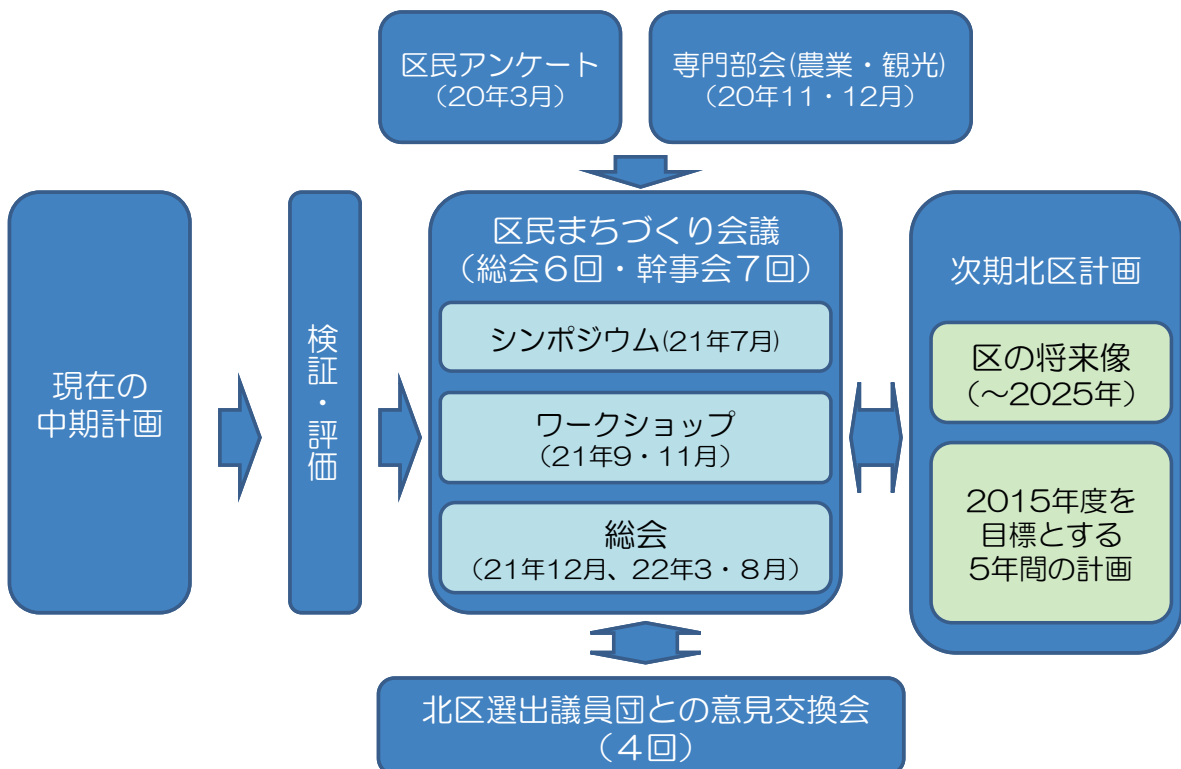 区民アンケート
（20年3月）
専門部会(農業・観光)
（20年11・12月）
現在の
中期計画
検証・評価
区民まちづくり会議
（総会６回・幹事会７回）
シンポジウム(21年7月)
ワークショップ
（21年9・11月）
総会
（21年12月、22年3・８月）
次期北区計画
区の将来像
（～2025年）
2015年度を
目標とする
5年間の計画
北区選出議員団との意見交換会
（４回）